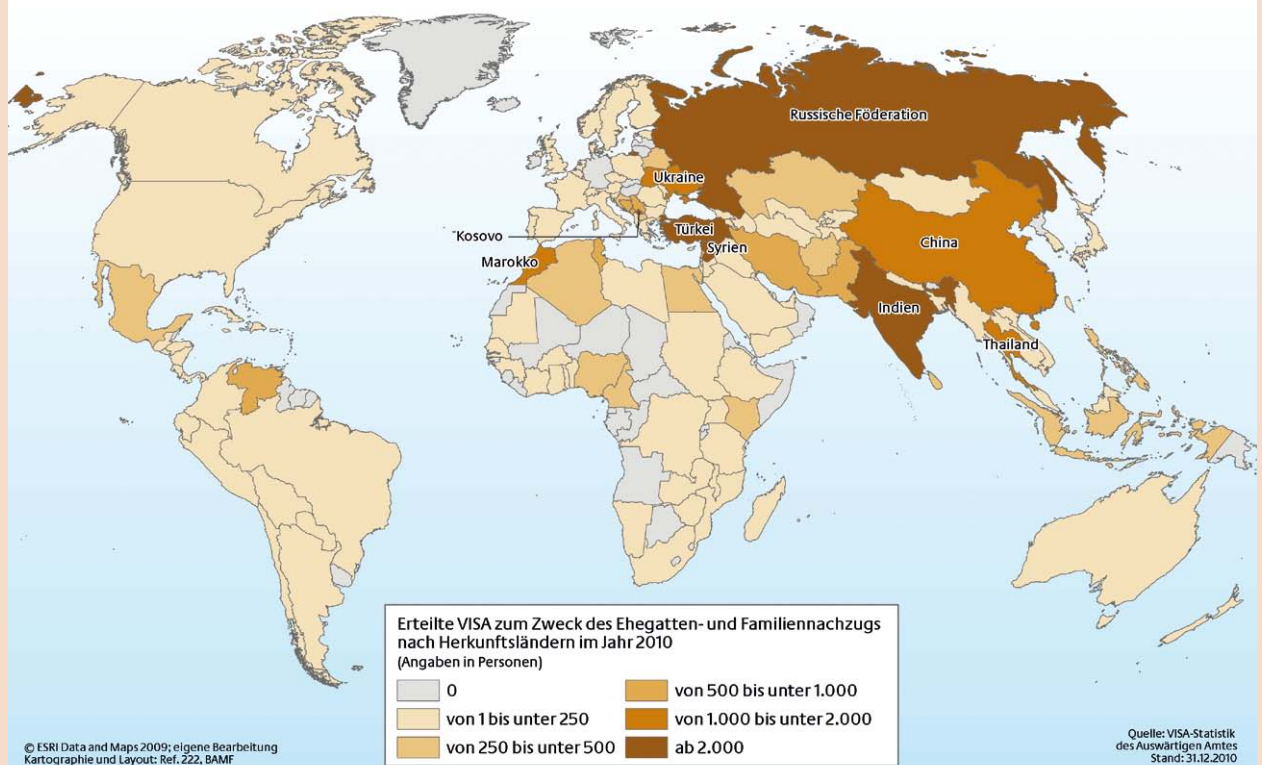 Russische Föderation
Ukraine
Türkei
Kosovo
Syrien
Marokko
China
Indien
Thailand
Erteilte VISA zum Zweck des Ehegatten- und Familiennachzugs
nach Herkunftsländern im Jahr 2010
(Angaben in Personen)
0
von 1 bis unter 250
von 250 bis unter 500
von 500 bis unter 1.000
von 1.000 bis unter 2.000
ab 2.000
© ESRI Data and Maps 2009; eigene Bearbeitung
Kartographie und Layout: Ref. 222, BAMF
Quelle: VISA-Statistik
des Auswärtigen Amtes
Stand: 31.12.2010